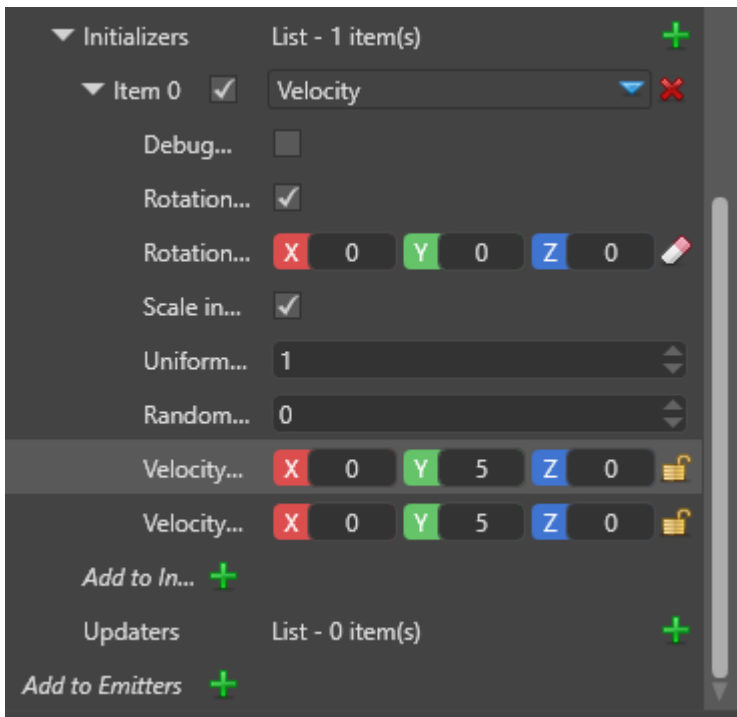 Initializers List - 1 item(s)
Item 0 Velocity
Debug...
Rotation...
Rotation... X 0 Y 0 Z 0
Scale in...
Uniform... 1
Random... 0
Velocity... X 0 Y 5 Z 0
Velocity... X 0 Y 5 Z 0
Add to In...
Updaters List - 0 item(s)
Add to Emitters